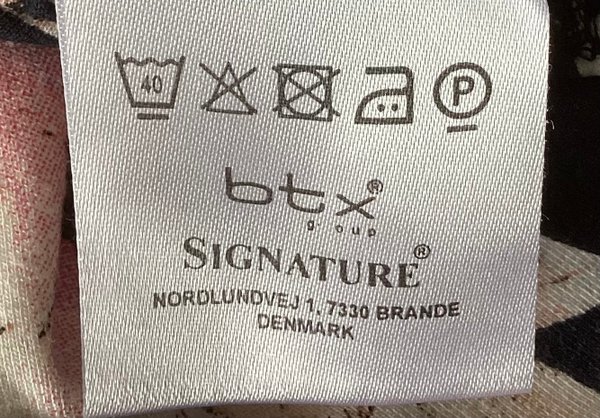 40 P
btx®
group
SIGNATURE®
NORDLUNDVEJ 1, 7330 BRANDE
DENMARK